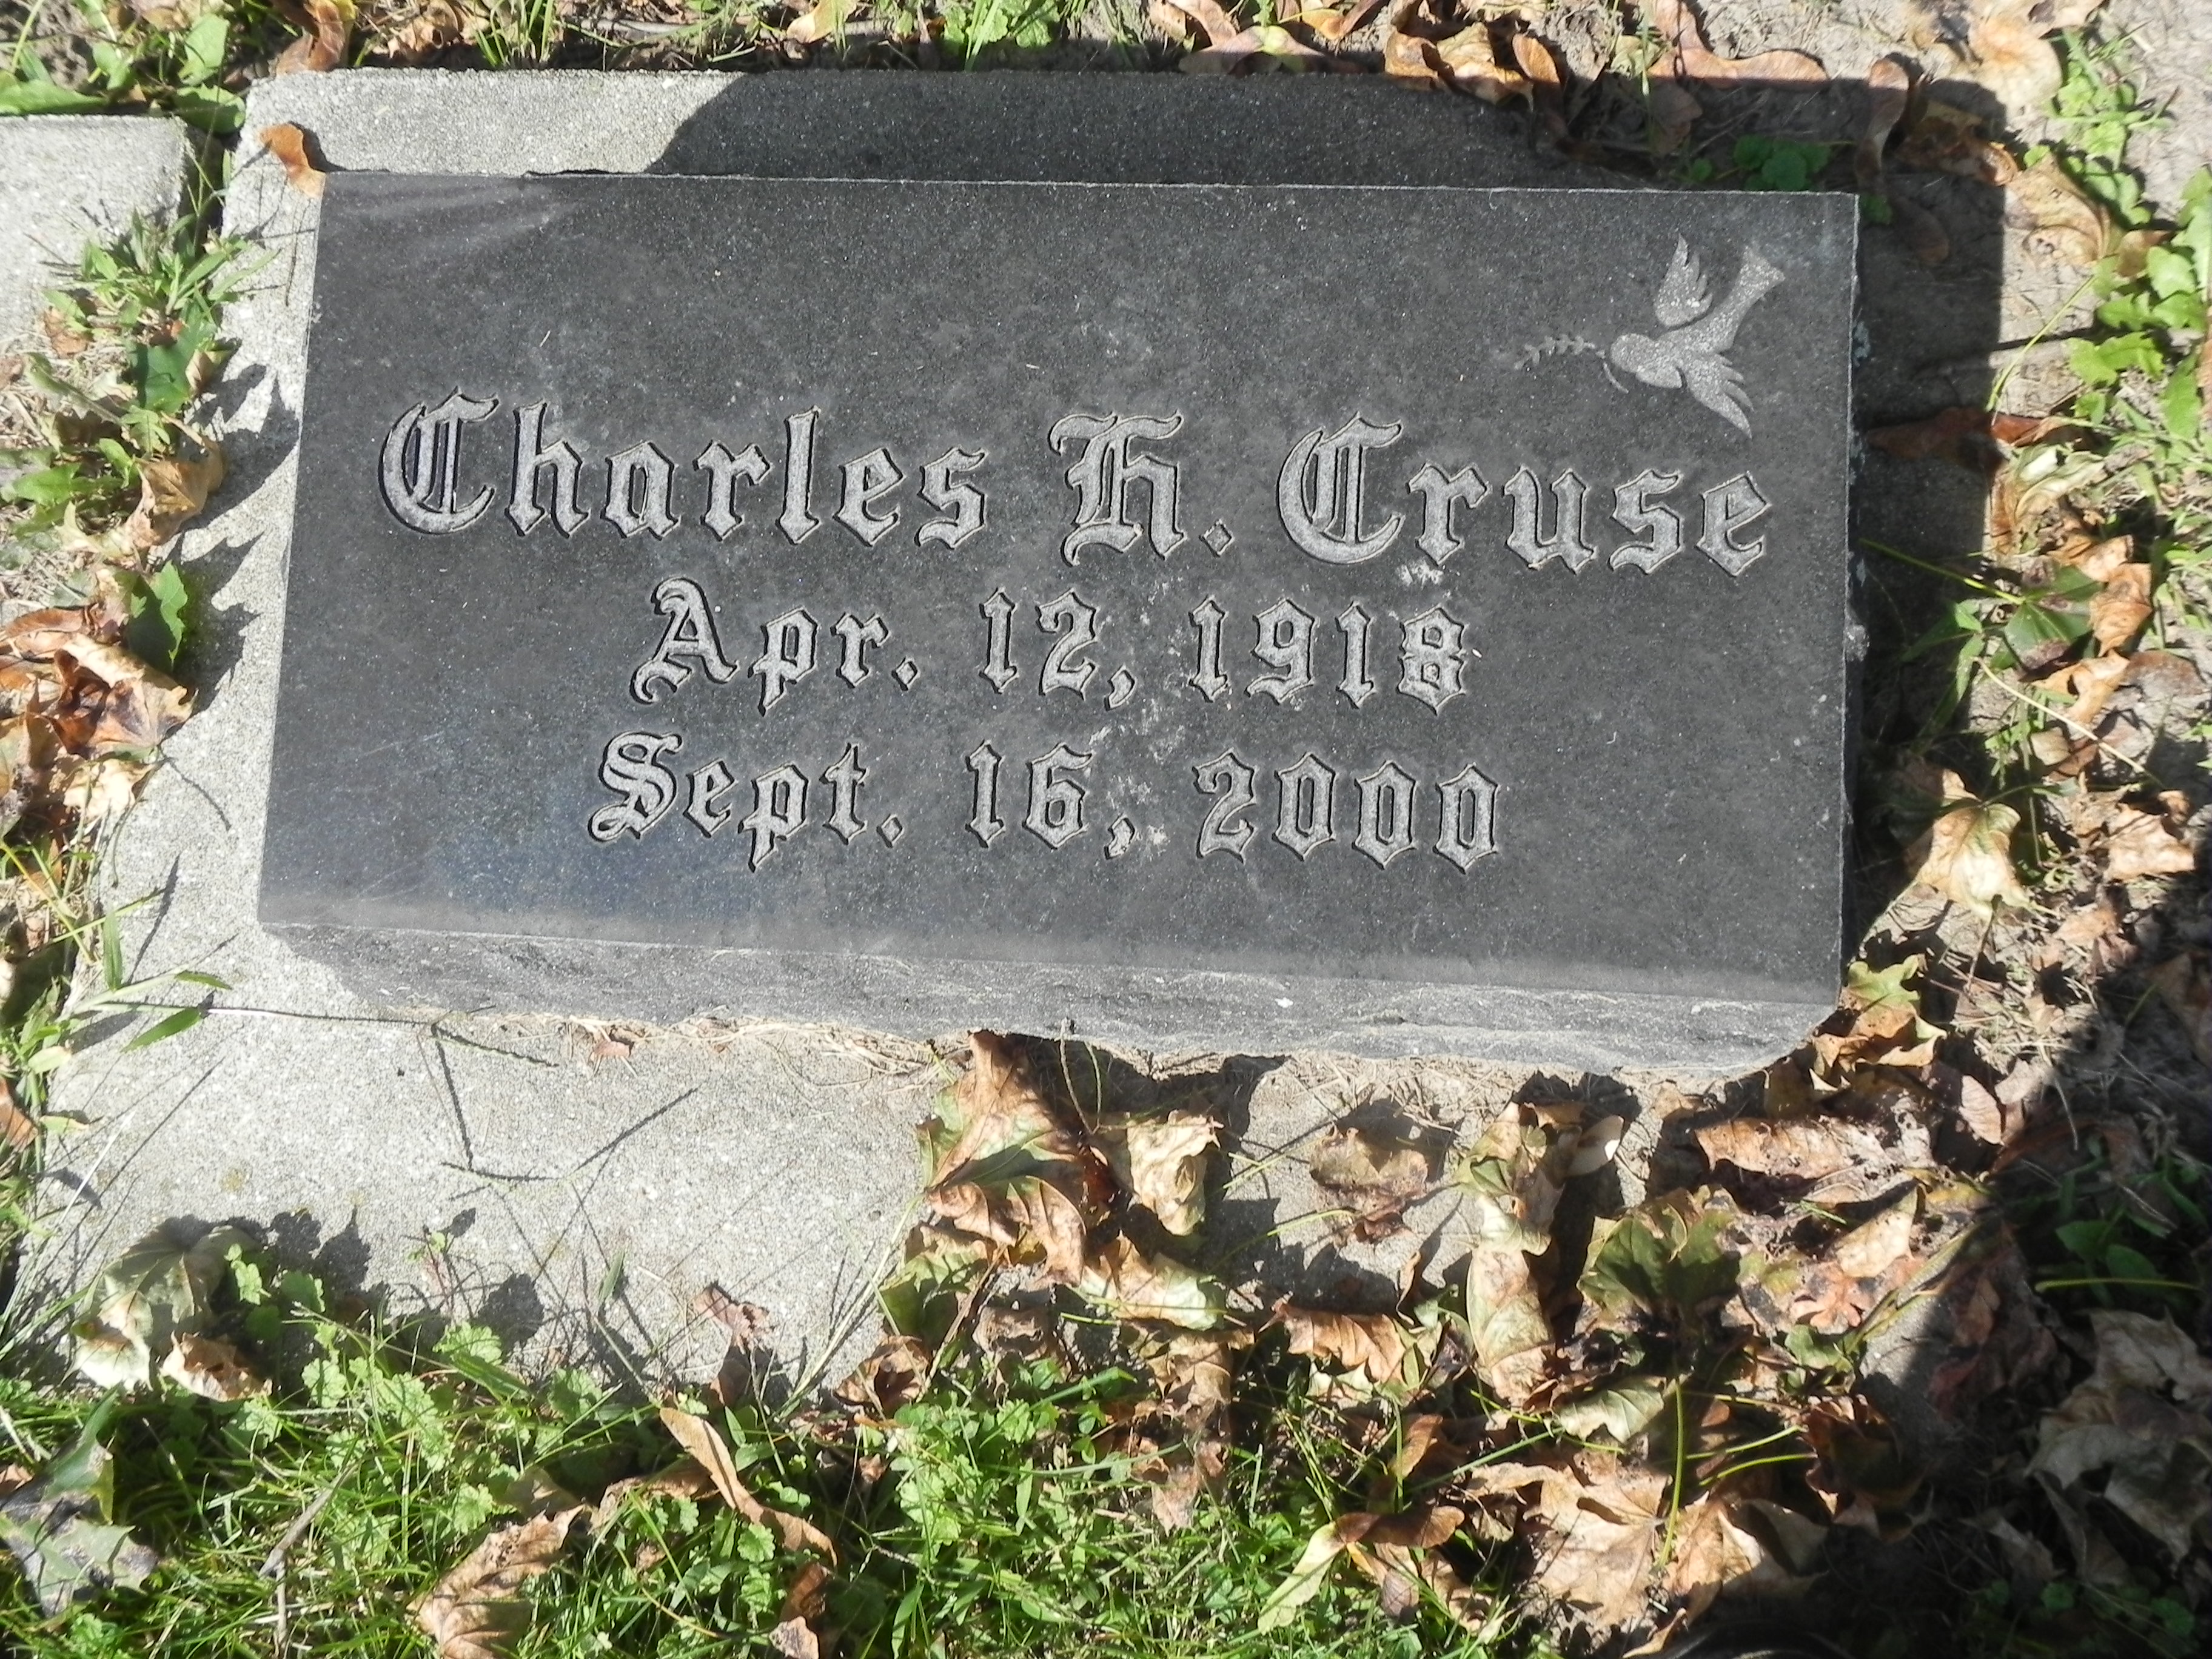 Charles H. Cruse
Apr. 12, 1918
Sept. 16, 2000